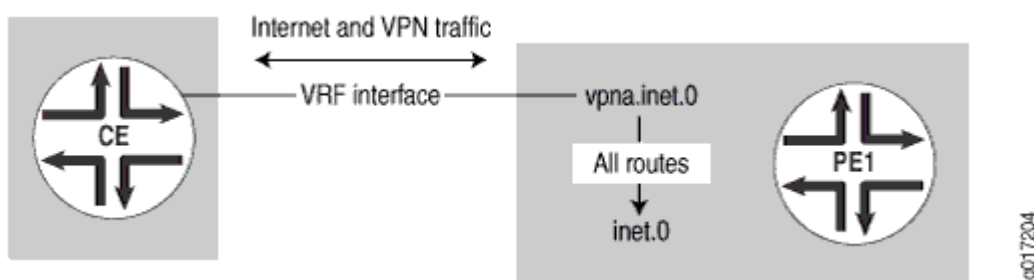 Internet and VPN traffic
VRF interface
vpna.inet.0
CE
All routes
PE1
inet.0
g017204